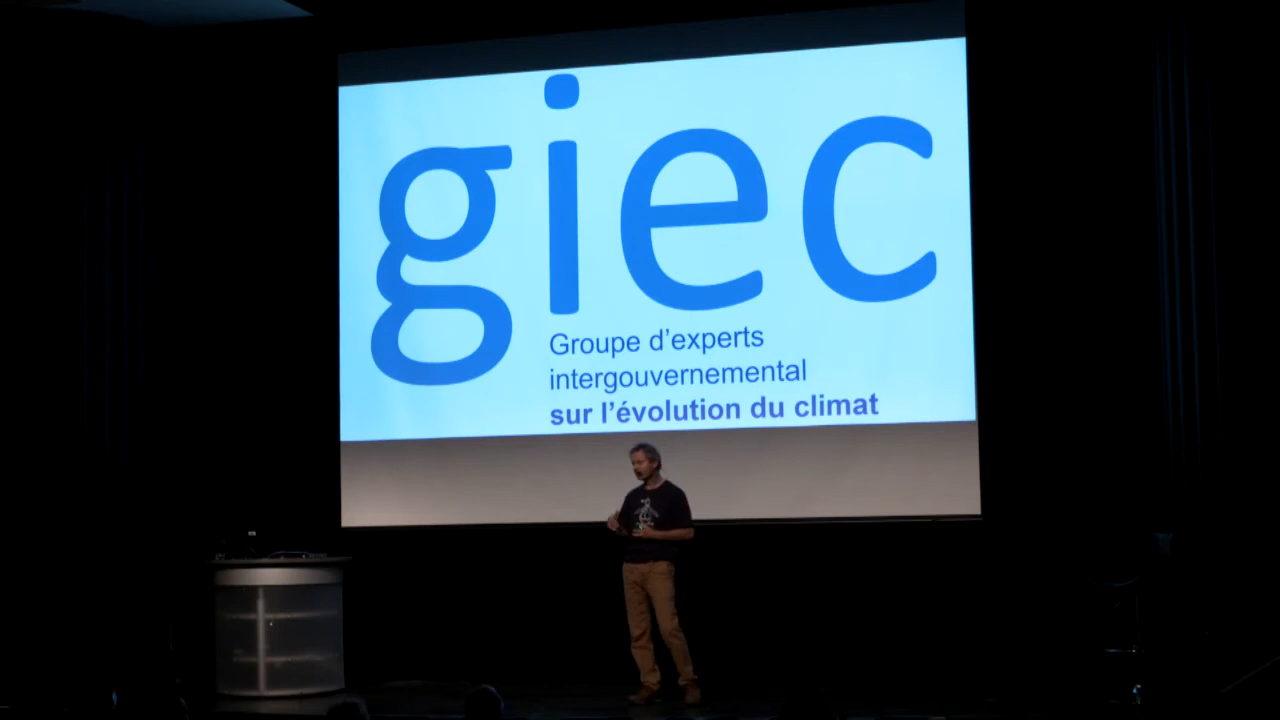 giec
Groupe d’experts
intergouvernemental
sur l’évolution du climat